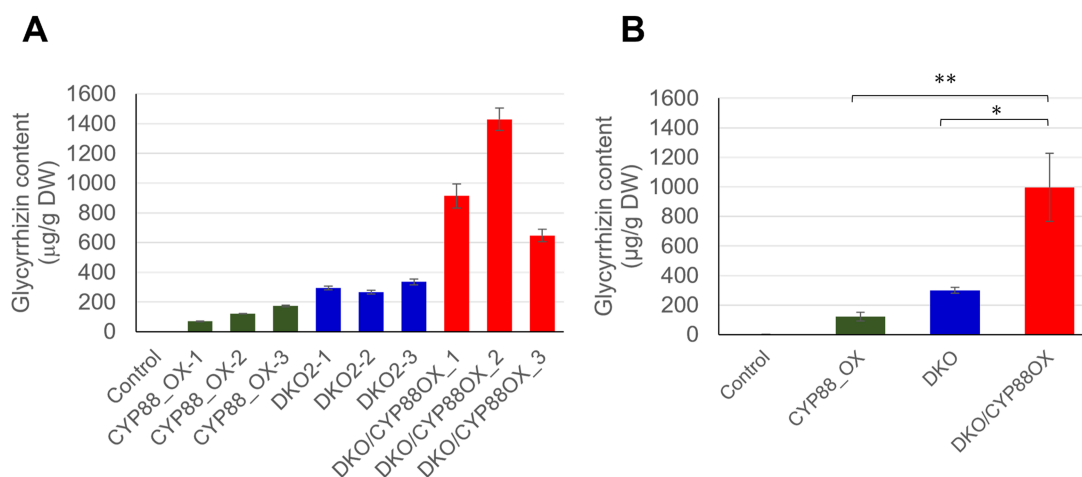 A
Glycyrrhizin content
(µg/g DW)
1600
1400
1200
1000
800
600
400
200
0
Control
CYP88_OX-1
CYP88_OX-2
CYP88_OX-3
DKO2-1
DKO2-2
DKO2-3
DKO/CYP88OX_1
DKO/CYP88OX_2
DKO/CYP88OX_3
B
Glycyrrhizin content
(µg/g DW)
1600
1400
1200
1000
800
600
400
200
0
**
*
Control
CYP88_OX
DKO
DKO/CYP88OX